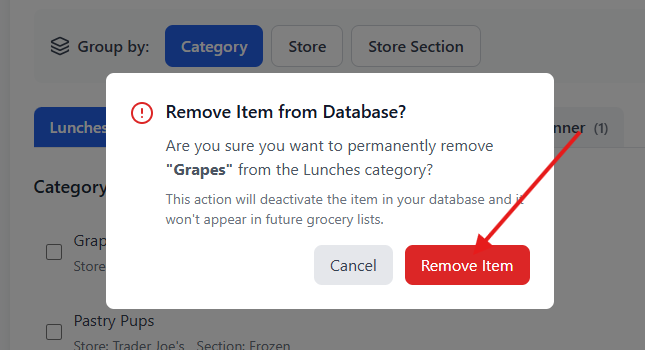 Group by:
Category
Store
Store Section
Remove Item from Database?
Lunches
(1)
Are you sure you want to permanently remove
"Grapes" from the Lunches category?
Category
This action will deactivate the item in your database and it
won't appear in future grocery lists.
Store
Cancel
Remove Item
Pastry Pups
Store: Trader Joe's Section: Frozen